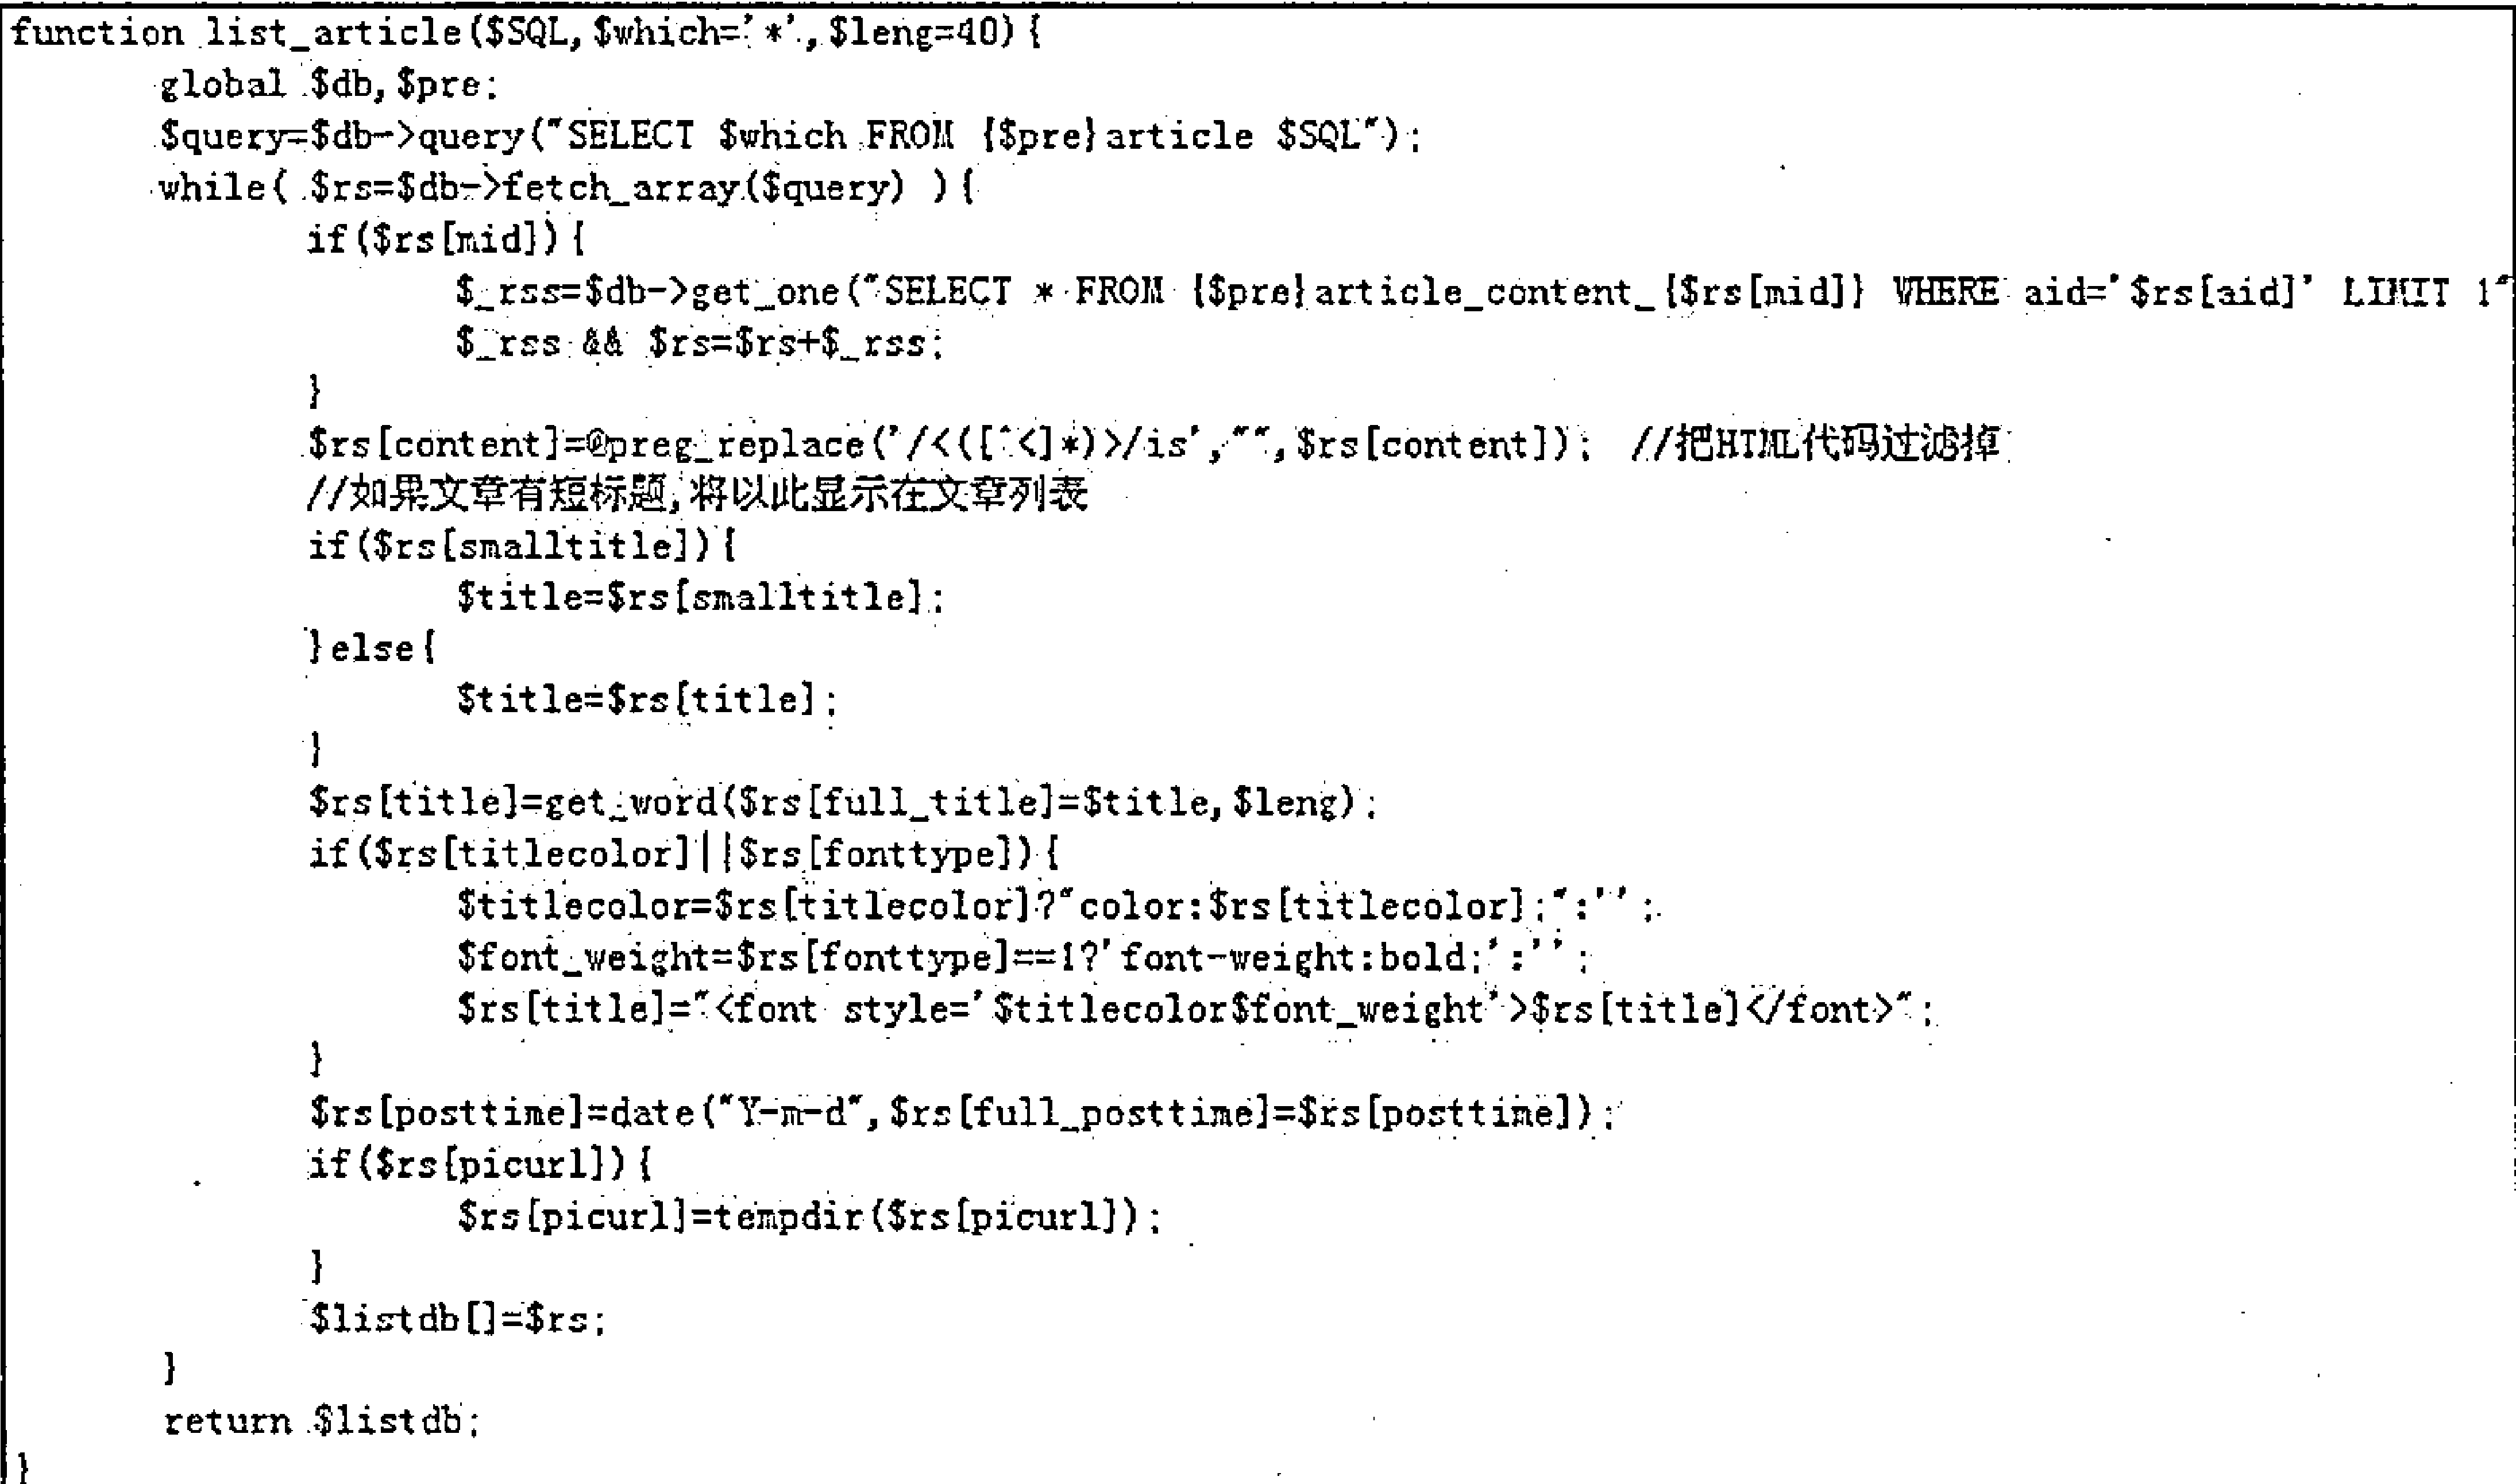 function list_article($SQL,$which='*',$leng=40){
global $db,$pre;
$query=$db->query("SELECT $which FROM {$pre}article $SQL");
while( $rs=$db->fetch_array($query) ){
if($rs[mid]){
$_rss=$db->get_one("SELECT * FROM {$pre}article_content_{$rs[mid]} WHERE aid='$rs[aid]' LIMIT 1"
$_rss && $rs=$rs+$_rss;
}
$rs[content]=@preg_replace('/<([^<]*)>/is',"",$rs[content]); //把HTML代码过滤掉
//如果文章有短标题,将以此显示在文章列表
if($rs[smalltitle]){
$title=$rs[smalltitle];
}else{
$title=$rs[title];
}
$rs[title]=get_word($rs[full_title]=$title,$leng);
if($rs[titlecolor]||$rs[fonttype]){
$titlecolor=$rs[titlecolor]?"color:$rs[titlecolor];":'';
$font_weight=$rs[fonttype]==1?'font-weight:bold;':'';
$rs[title]="<font style='$titlecolor$font_weight'>$rs[title]</font>";
}
$rs[posttime]=date("Y-m-d",$rs[full_posttime]=$rs[posttime]);
if($rs[picurl]){
$rs[picurl]=tempdir($rs[picurl]);
}
$listdb[]=$rs;
}
return $listdb;
}